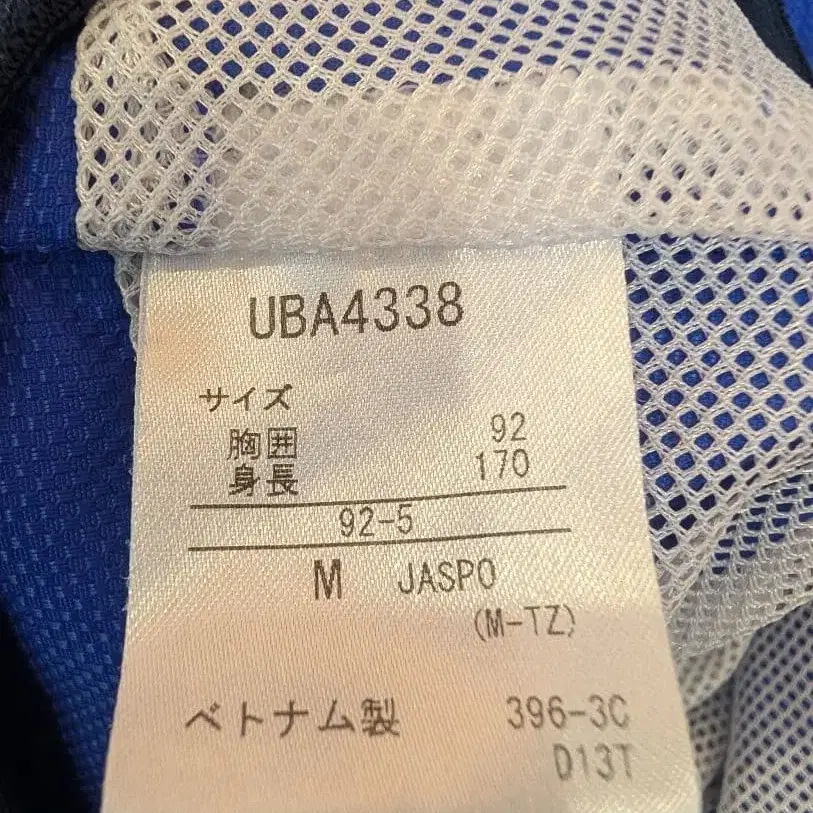 UBA4338
サイズ
胸囲 92
身長 170
92-5
M JASPO
(M-TZ)
ベトナム製 396-3C
D13T